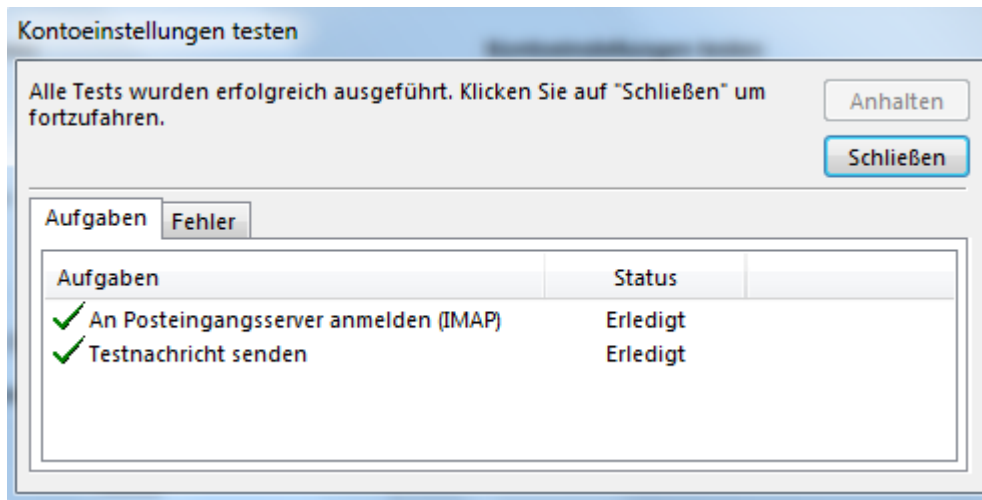 Kontoeinstellungen testen
Alle Tests wurden erfolgreich ausgeführt. Klicken Sie auf "Schließen" um
fortzufahren.
Anhalten
Schließen
Aufgaben
Fehler
Aufgaben Status
An Posteingangsserver anmelden (IMAP) Erledigt
Testnachricht senden Erledigt